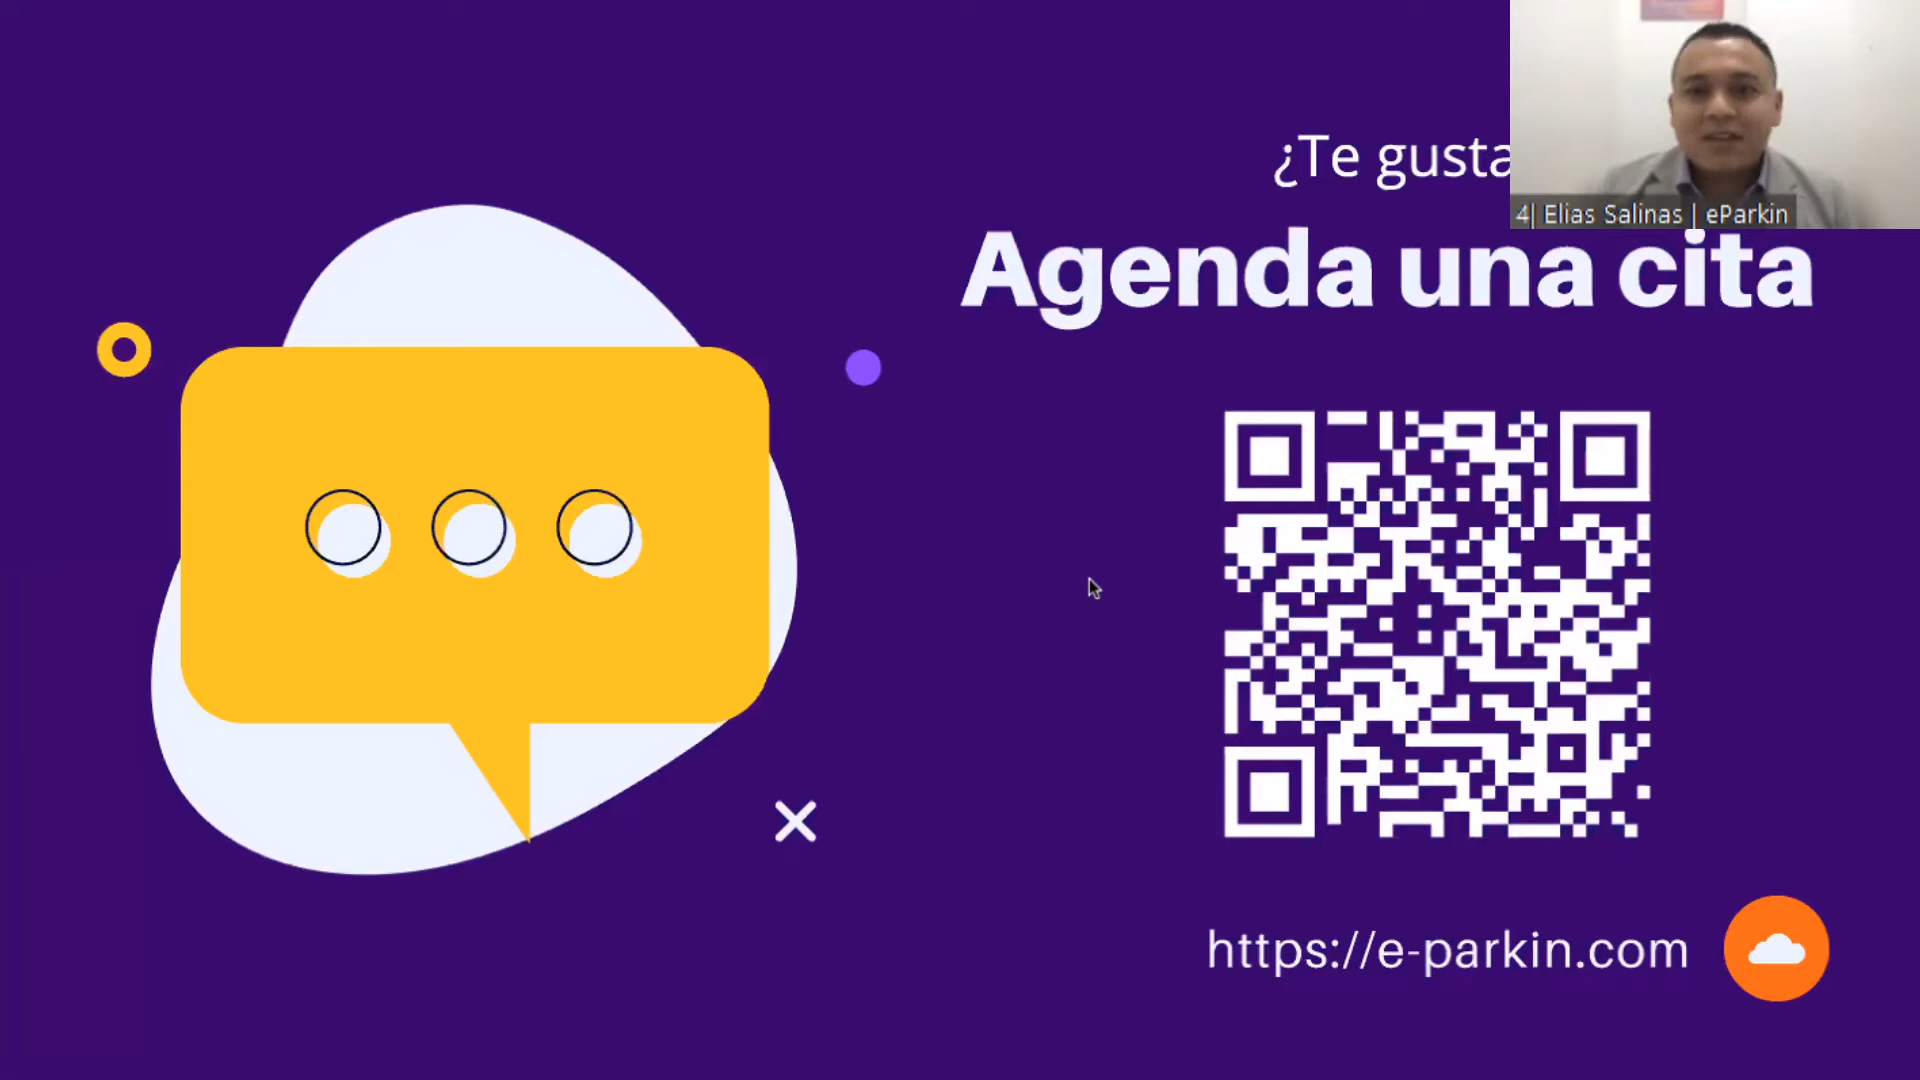 ¿Te gusta
4| Elias Salinas | eParkin
Agenda una cita
https://e-parkin.com